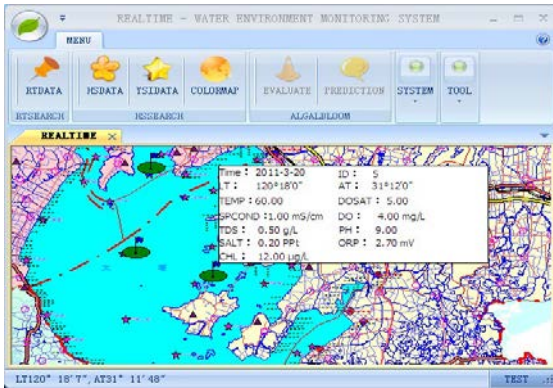 REALTIME - WATER ENVIRONMENT MONITORING SYSTEM
MENU
RTDATA HSDATA YSIDATA COLORMAP EVALUATE PREDICTION SYSTEM TOOL
RTSEARCH HSSEARCH ALGALBLOOM
REALTIME
Time : 2011-3-20 ID : 5
LT : 120°18'0" AT : 31°12'0"
TEMP : 60.00 DOSAT : 5.00
SPCOND :1.00 mS/cm DO : 4.00 mg/L
TDS : 0.50 g/L PH : 9.00
SALT : 0.20 PPt ORP : 2.70 mV
CHL : 12.00 μg/L
LT120° 18′ 7″, AT31° 11′ 48″ TEST